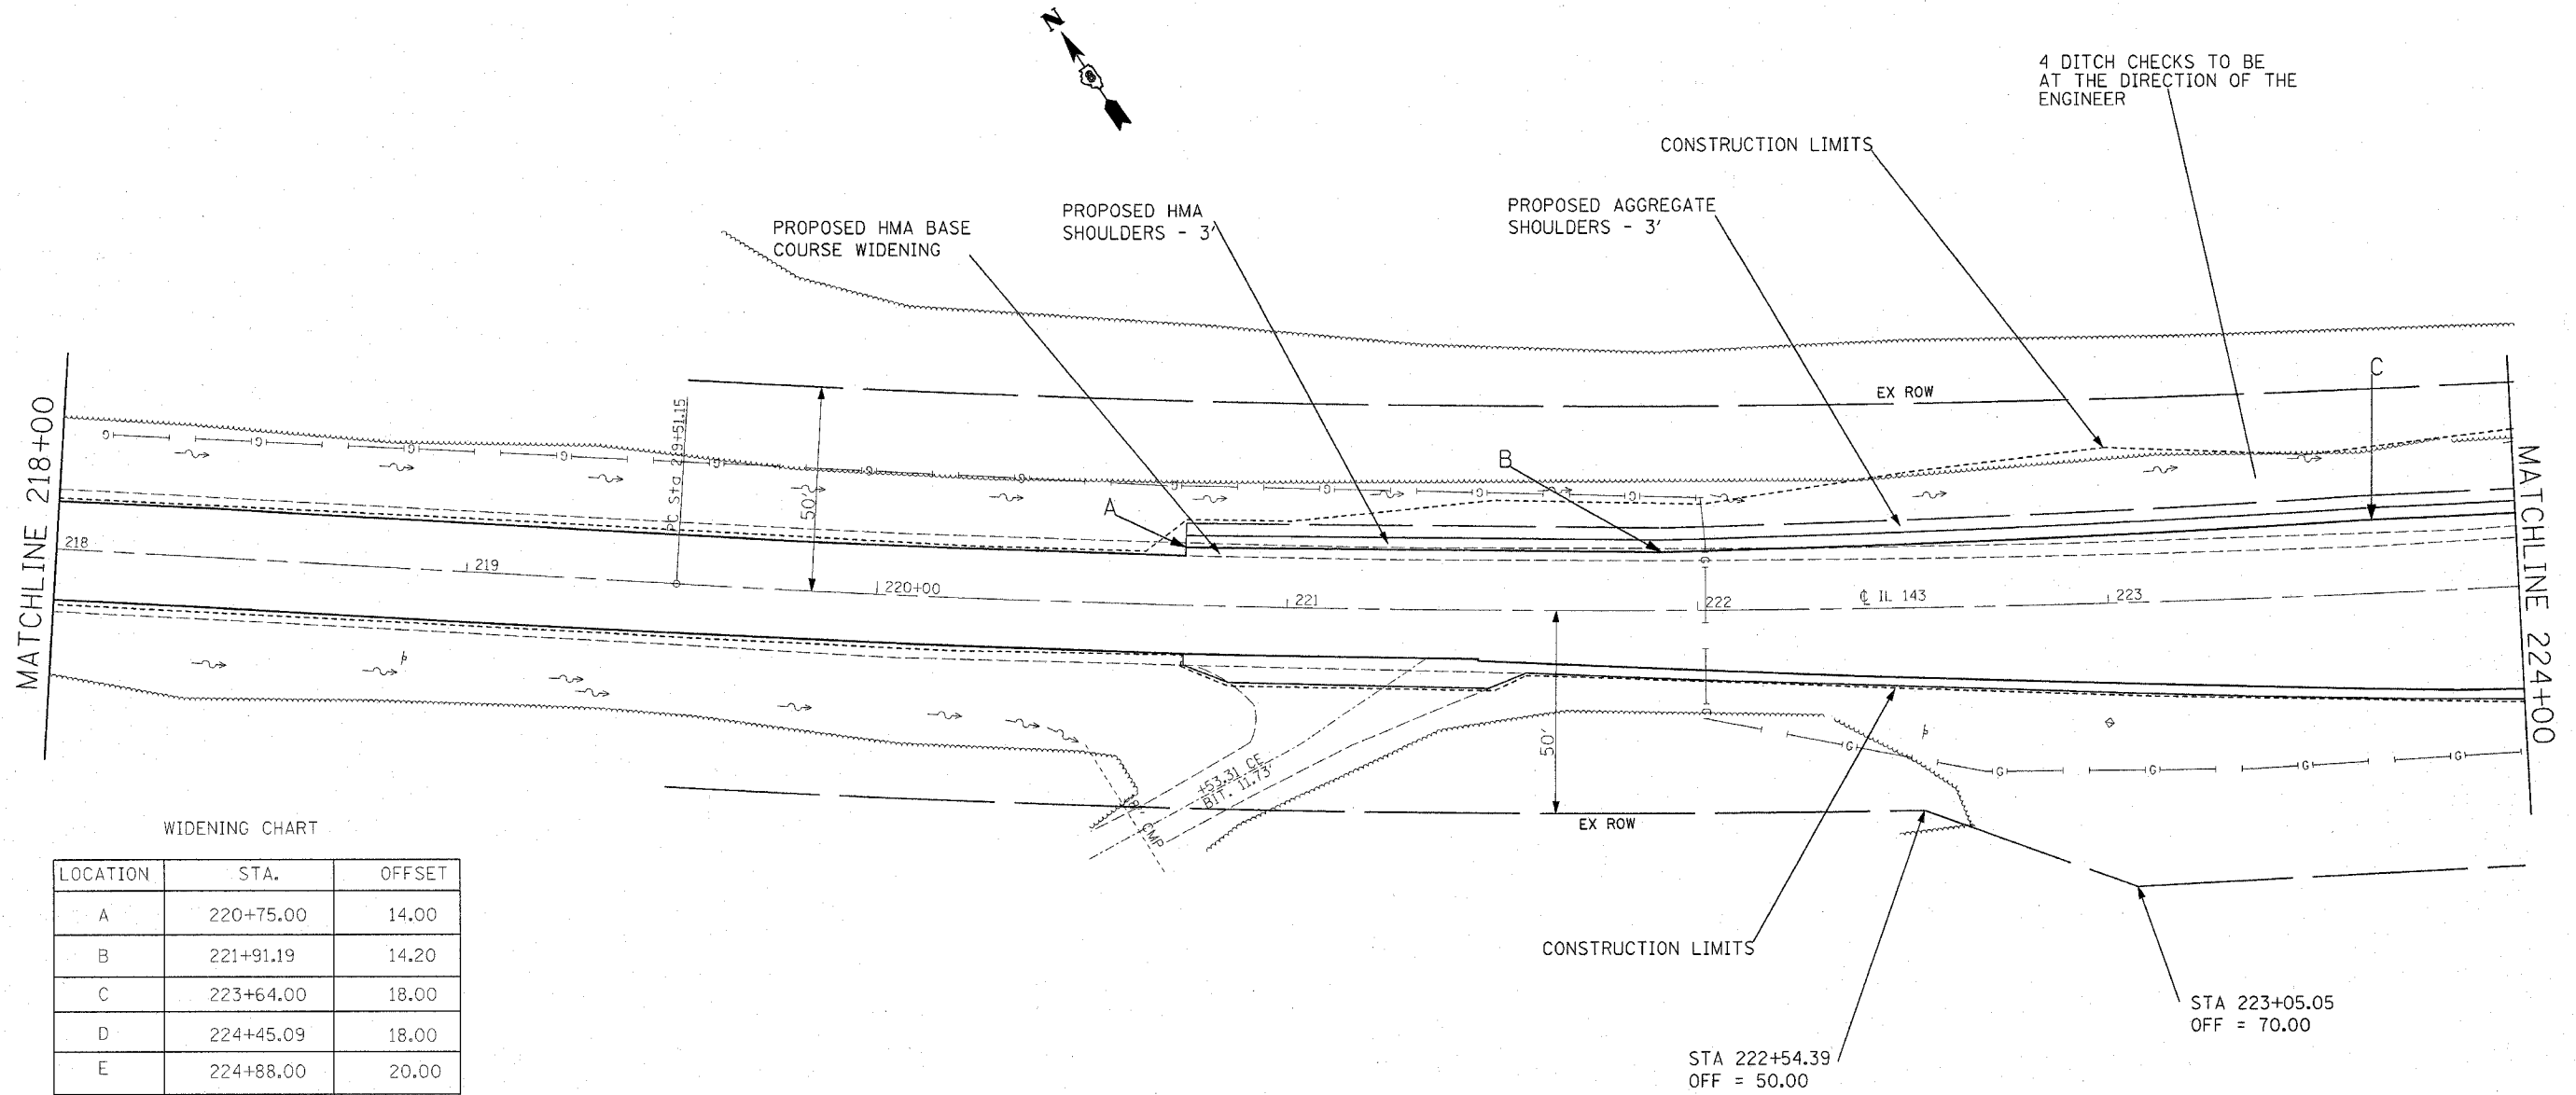 N
4 DITCH CHECKS TO BE
AT THE DIRECTION OF THE
ENGINEER
CONSTRUCTION LIMITS
PROPOSED HMA BASE
COURSE WIDENING
PROPOSED HMA
SHOULDERS - 3'
PROPOSED AGGREGATE
SHOULDERS - 3'
EX ROW
C
B
A
MATCHLINE 218+00
PC Sta 219+51.15
50'
218
219
220+00
221
222
℄ IL 143
223
MATCHLINE 224+00
G G G G G G G G G G G
G
G
G G G G G
50'
+53.31 CE
BIT. 11.73'
CMP
EX ROW
CONSTRUCTION LIMITS
STA 222+54.39
OFF = 50.00
STA 223+05.05
OFF = 70.00
WIDENING CHART
LOCATION STA. OFFSET
A 220+75.00 14.00
B 221+91.19 14.20
C 223+64.00 18.00
D 224+45.09 18.00
E 224+88.00 20.00